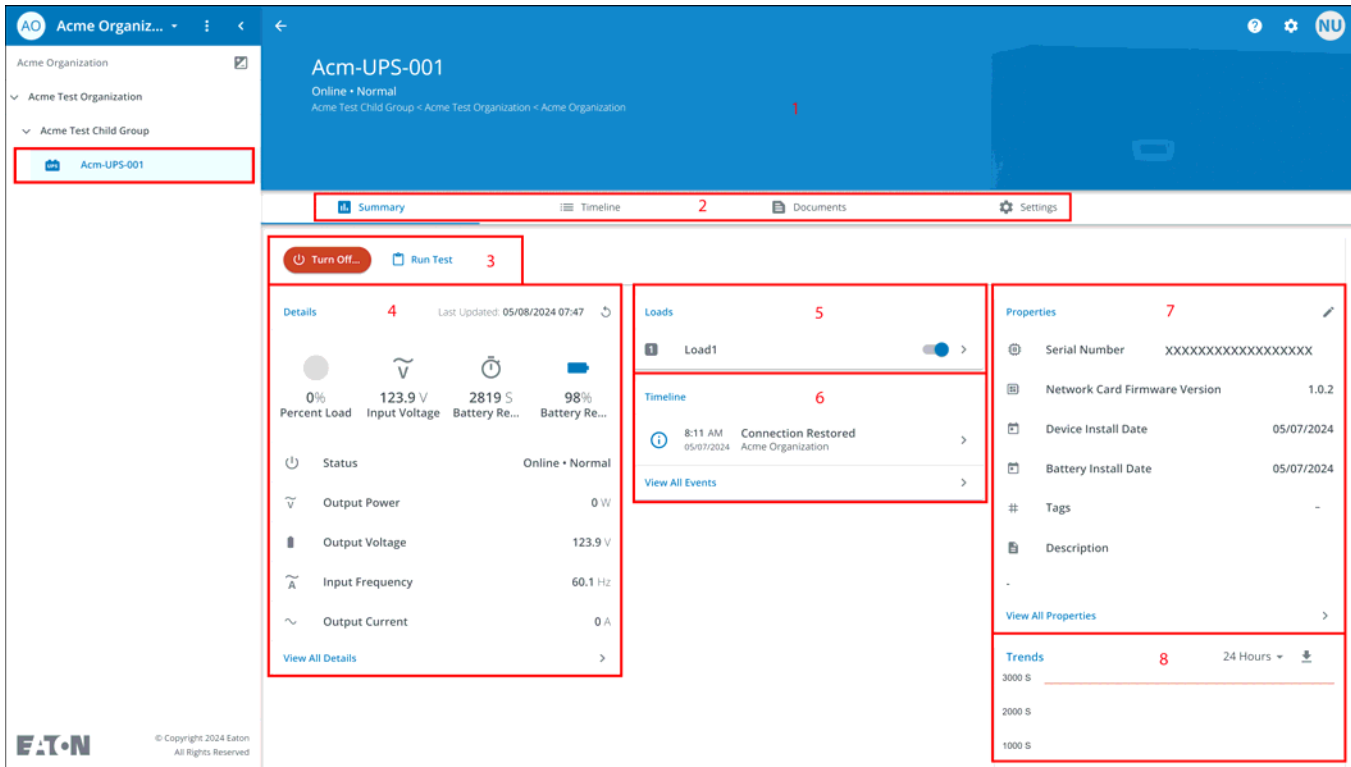 AO Acme Organiz...
NU
Acme Organization
Acme Test Organization
Acme Test Child Group
UPS Acm-UPS-001
Acm-UPS-001
Online • Normal
Acme Test Child Group < Acme Test Organization < Acme Organization
1
Summary
Timeline
2
Documents
Settings
Turn Off...
Run Test
3
Details
4
Last Updated: 05/08/2024 07:47
V
0%
Percent Load
123.9 V
Input Voltage
2819 S
Battery Re...
98%
Battery Re...
Status Online • Normal
V Output Power 0 W
Output Voltage 123.9 V
A Input Frequency 60.1 Hz
Output Current 0 A
View All Details
Loads
5
1 Load1
Timeline
6
8:11 AM Connection Restored
05/07/2024 Acme Organization
View All Events
Properties
7
Serial Number XXXXXXXXXXXXXXXXXX
Network Card Firmware Version 1.0.2
Device Install Date 05/07/2024
Battery Install Date 05/07/2024
# Tags -
Description
-
View All Properties
Trends
8
24 Hours
3000 S
2000 S
1000 S
EATON
© Copyright 2024 Eaton
All Rights Reserved